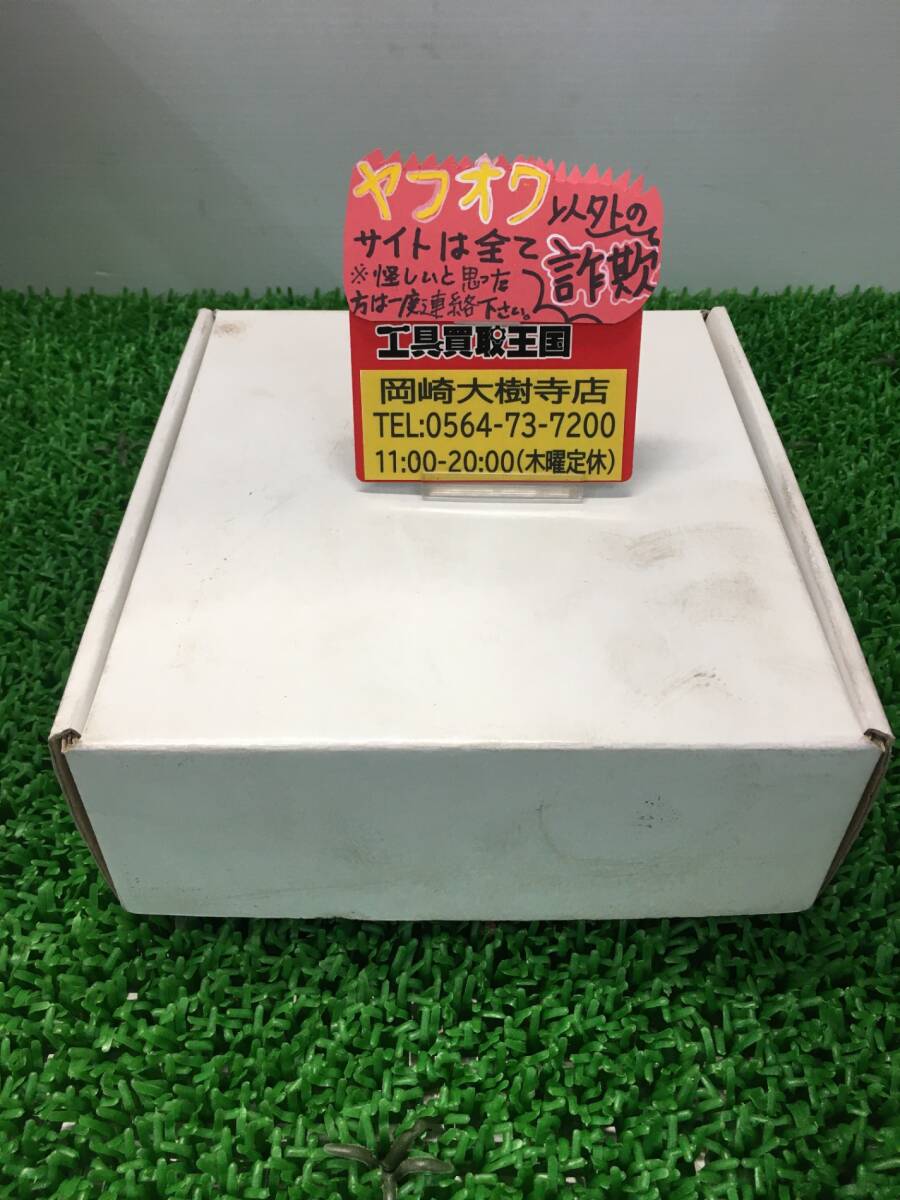 ヤフオク以外の
サイトは全て詐欺
※怪しいと思った
方は一度連絡下さい。
工具買取王国
岡崎大樹寺店
TEL:0564-73-7200
11:00-20:00(木曜定休)